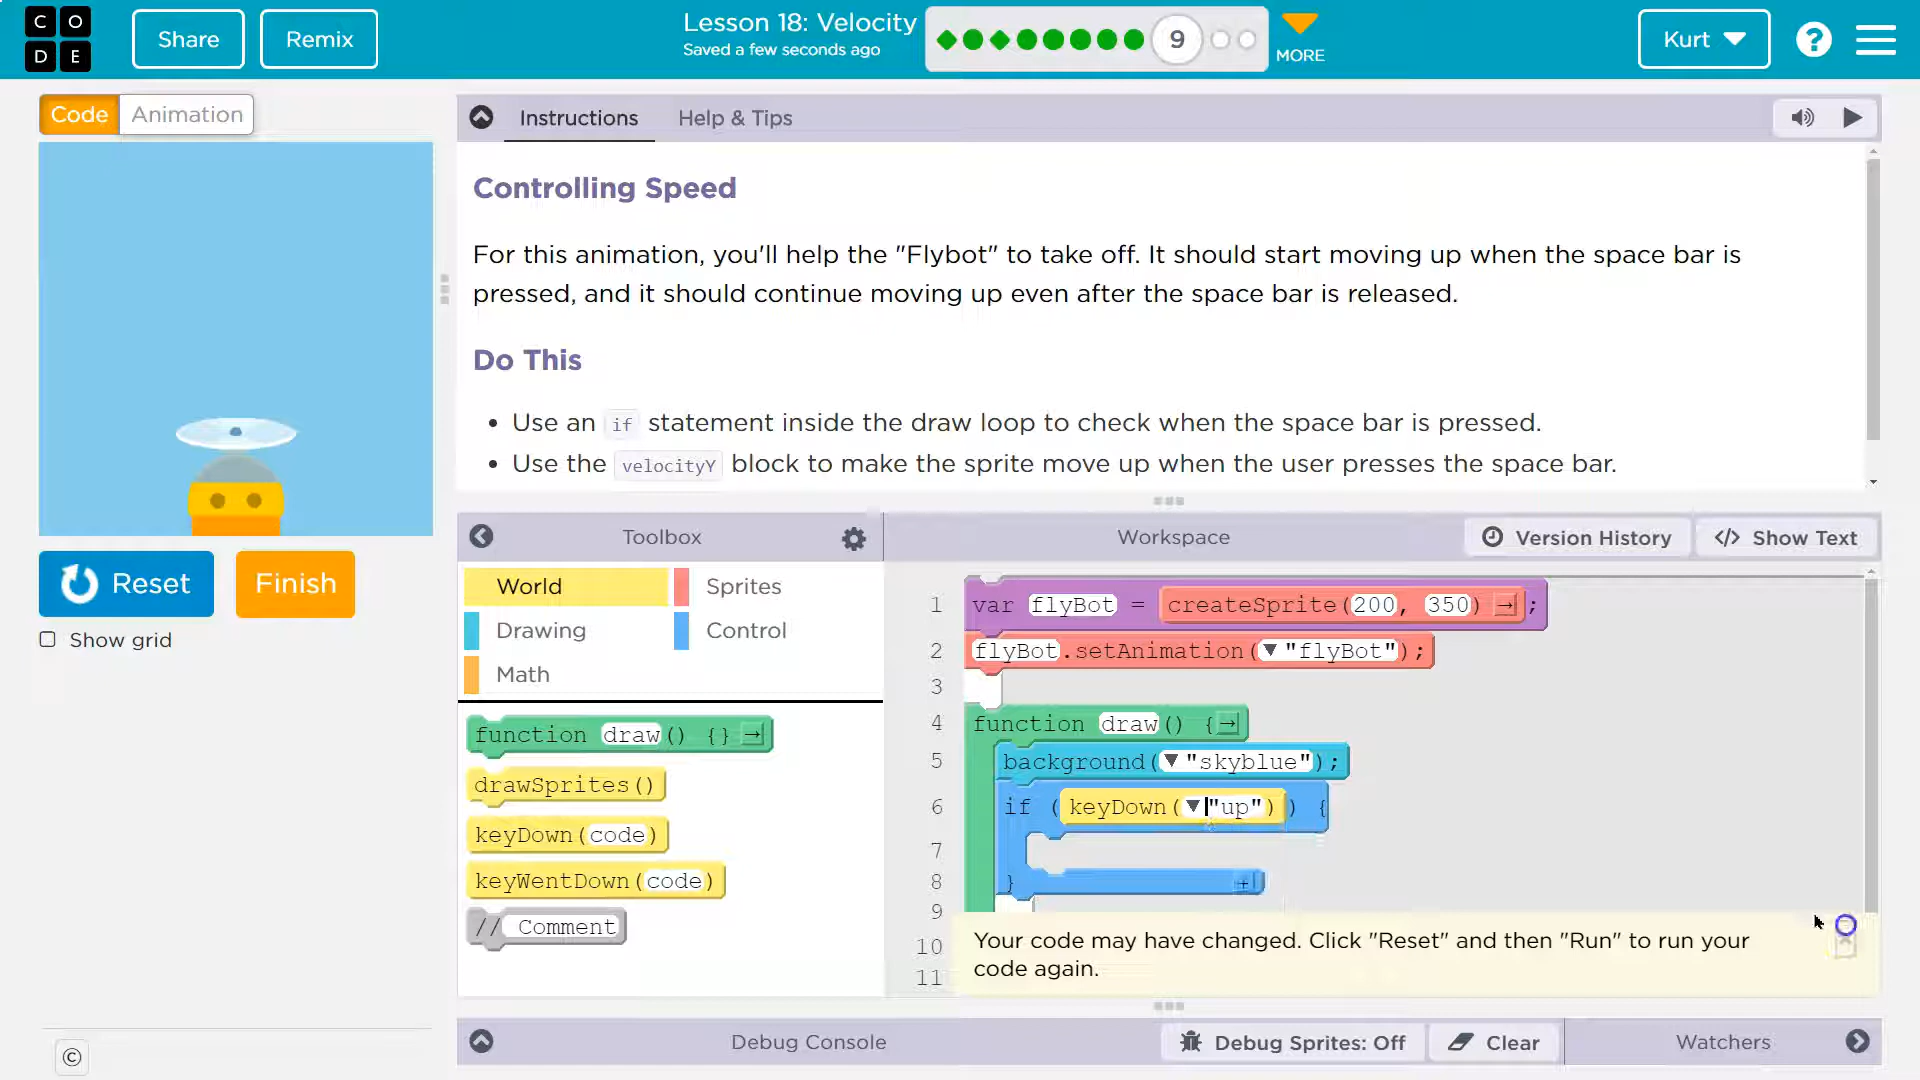 C O
D E
Share
Remix
Lesson 18: Velocity
Saved a few seconds ago
9
MORE
Kurt
?
Code
Animation
Instructions
Help & Tips
Controlling Speed
For this animation, you'll help the "Flybot" to take off. It should start moving up when the space bar is
pressed, and it should continue moving up even after the space bar is released.
Do This
• Use an if statement inside the draw loop to check when the space bar is pressed.
• Use the velocityY block to make the sprite move up when the user presses the space bar.
Reset
Finish
Show grid
©
Toolbox
Workspace
Version History
</> Show Text
World
Sprites
Drawing
Control
Math
function draw() {} →
drawSprites()
keyDown(code)
keyWentDown(code)
// Comment
1 var flyBot = createSprite(200, 350) → ;
2 flyBot.setAnimation(▼"flyBot");
3
4 function draw() {→
5 background(▼"skyblue");
6 if (keyDown(▼"up")) {
7
8 } +
9
10
11
Your code may have changed. Click "Reset" and then "Run" to run your
code again.
Debug Console
Debug Sprites: Off
Clear
Watchers